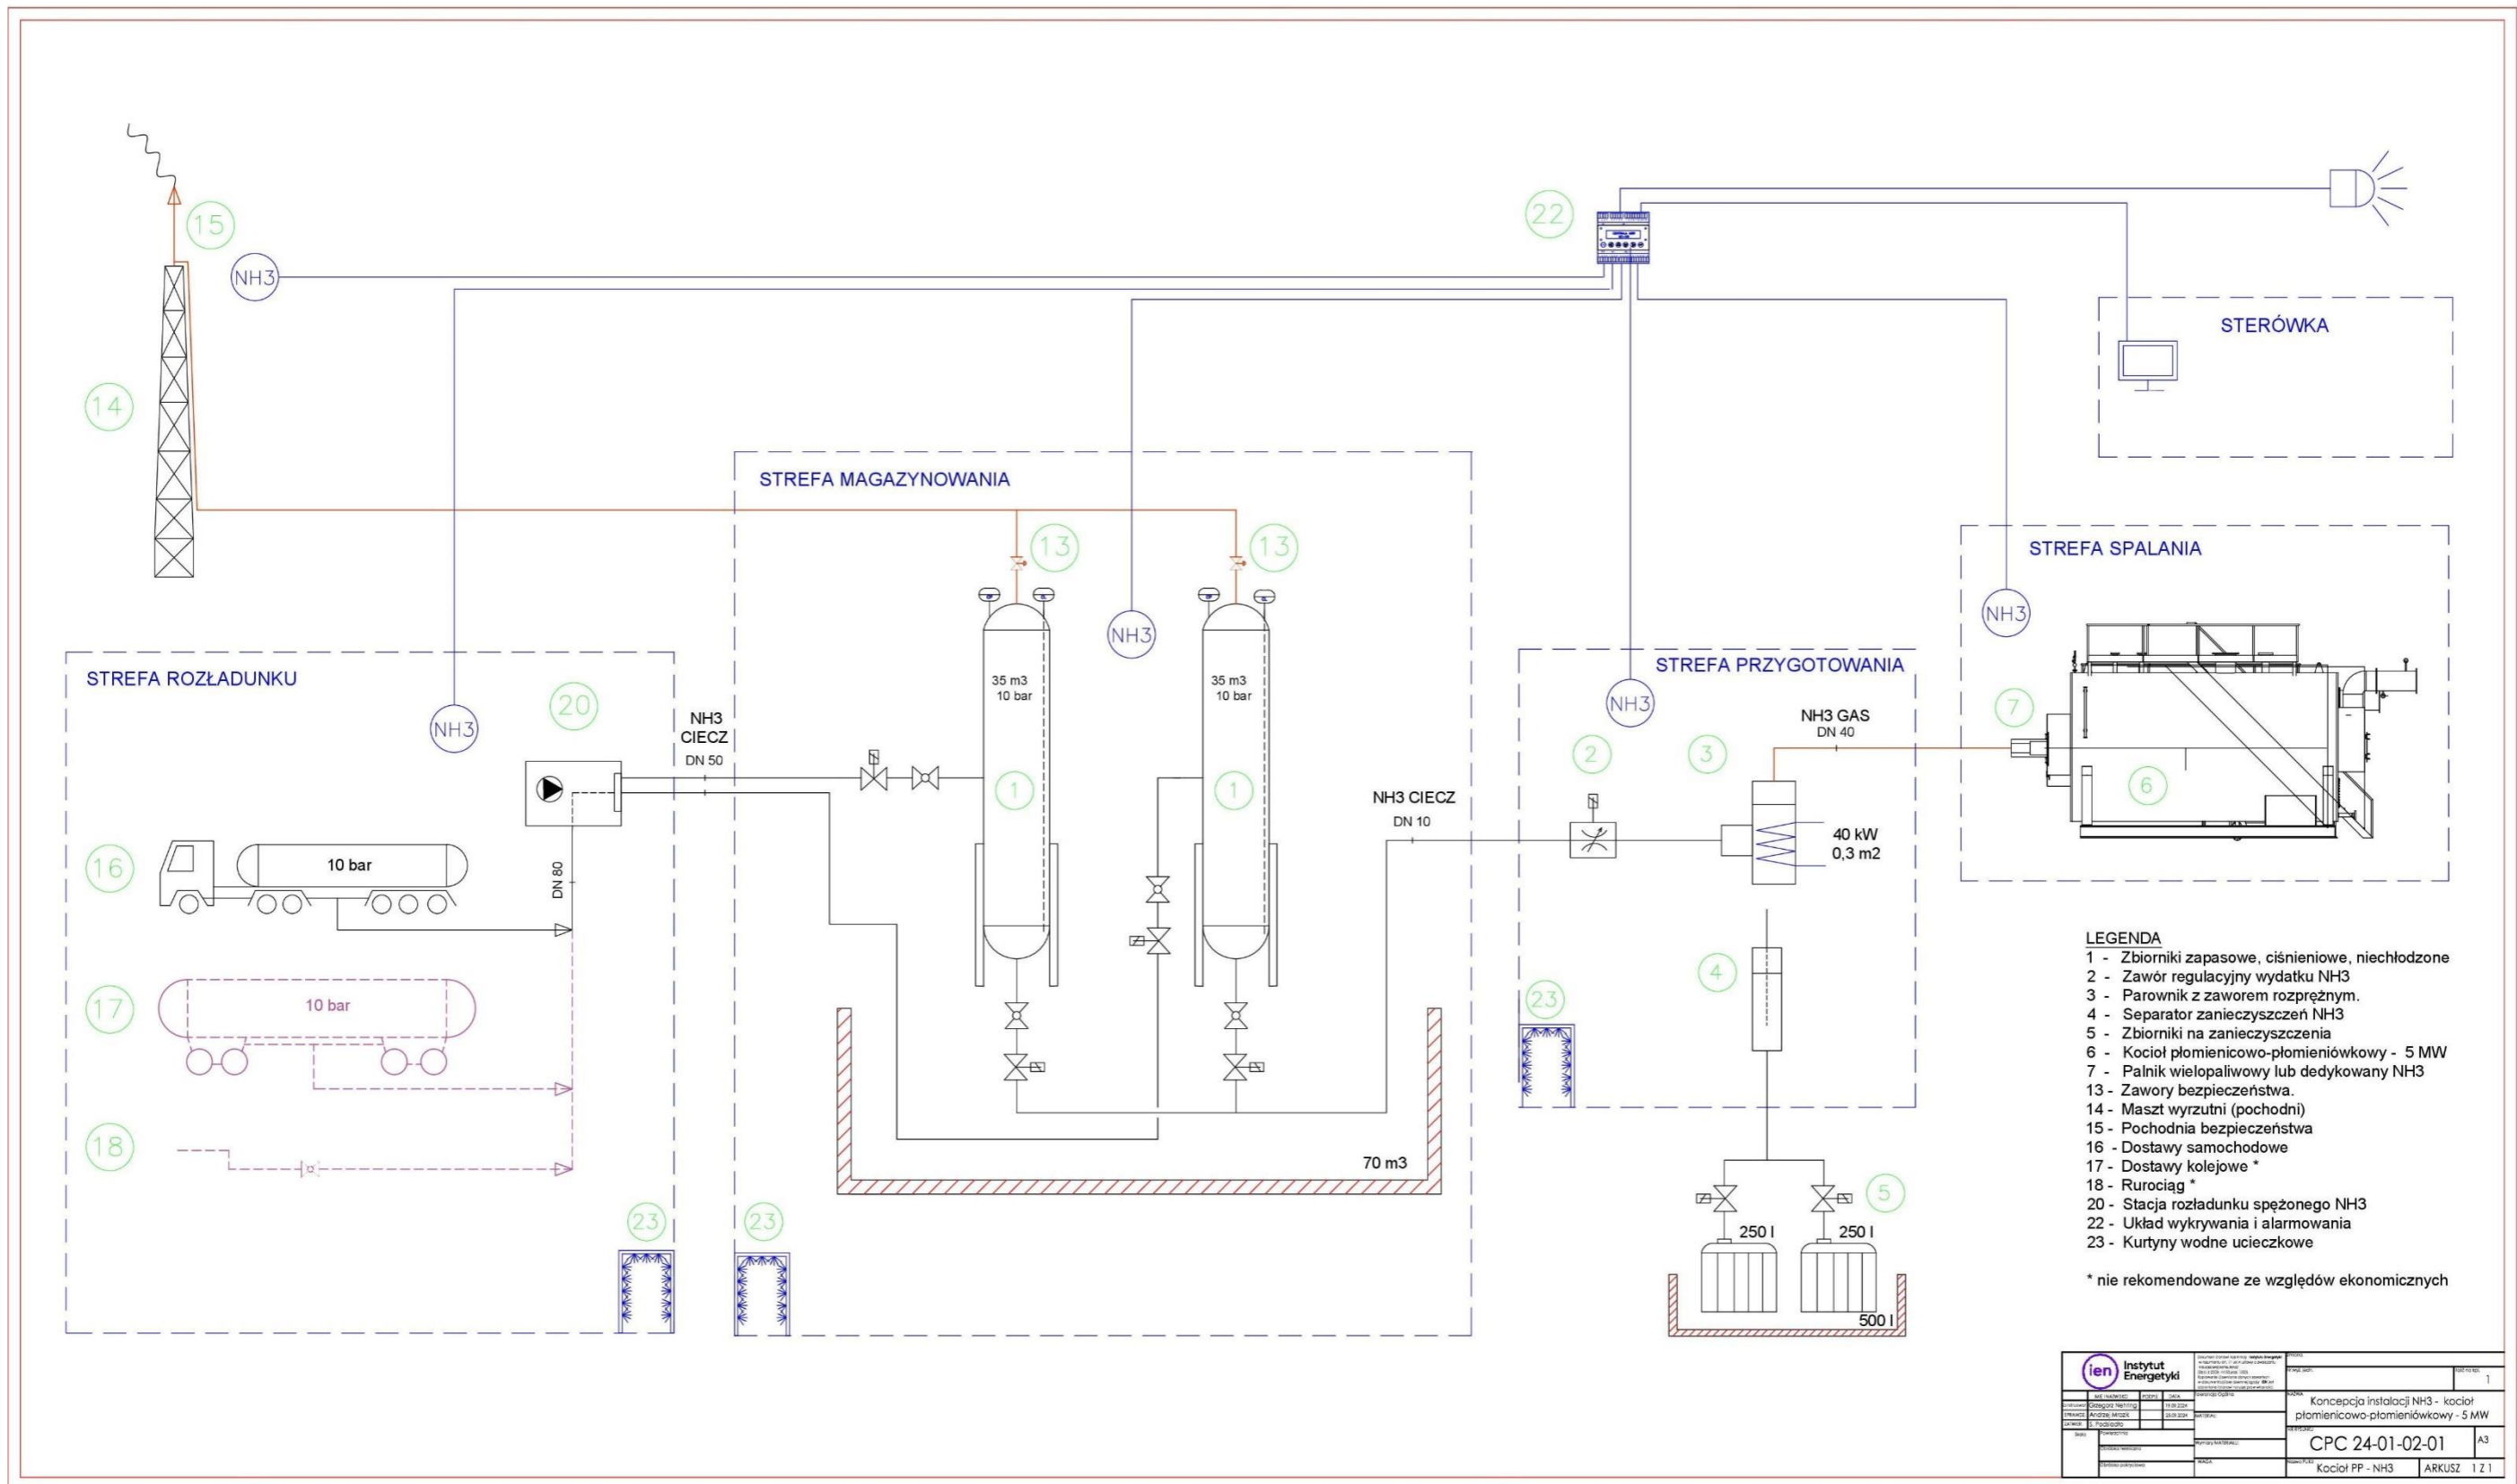 15
NH3
22
14
STERÓWKA
STREFA MAGAZYNOWANIA
13
13
STREFA SPALANIA
NH3
NH3
STREFA ROZŁADUNKU
20
NH3
NH3
CIECZ
DN 50
35 m3
10 bar
35 m3
10 bar
1
1
STREFA PRZYGOTOWANIA
NH3
2
3
NH3 GAS
DN 40
7
6
NH3 CIECZ
DN 10
40 kW
0,3 m2
16
10 bar
DN 80
17
10 bar
18
4
23
70 m3
23
23
5
250 l
250 l
500 l
LEGENDA
1 - Zbiorniki zapasowe, ciśnieniowe, niechłodzone
2 - Zawór regulacyjny wydatku NH3
3 - Parownik z zaworem rozprężnym.
4 - Separator zanieczyszczeń NH3
5 - Zbiorniki na zanieczyszczenia
6 - Kocioł płomienicowo-płomieniówkowy - 5 MW
7 - Palnik wielopaliwowy lub dedykowany NH3
13 - Zawory bezpieczeństwa.
14 - Maszt wyrzutni (pochodni)
15 - Pochodnia bezpieczeństwa
16 - Dostawy samochodowe
17 - Dostawy kolejowe *
18 - Rurociąg *
20 - Stacja rozładunku spężonego NH3
22 - Układ wykrywania i alarmowania
23 - Kurtyny wodne ucieczkowe
* nie rekomendowane ze względów ekonomicznych
ien Instytut
Energetyki
1
Grzegorz Nehring
Andrzej Mrozik
Koncepcja instalacji NH3 - kocioł
płomienicowo-płomieniówkowy - 5 MW
CPC 24-01-02-01
A3
Kocioł PP - NH3
ARKUSZ 1 Z 1